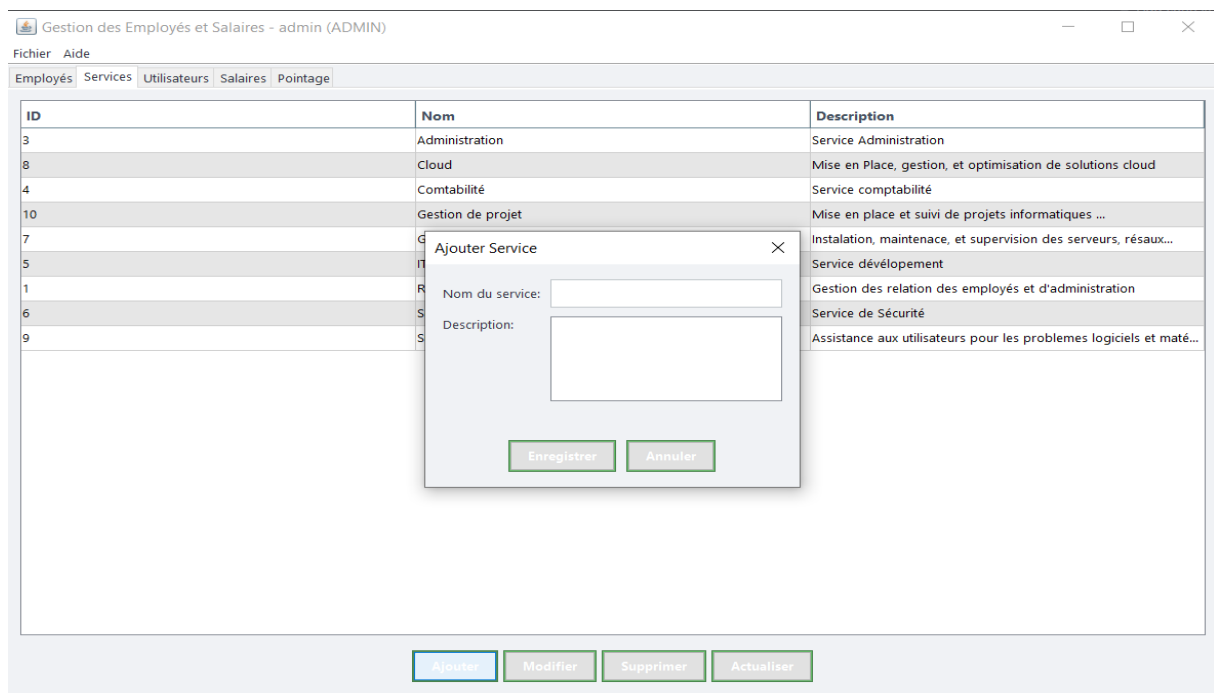 Gestion des Employés et Salaires - admin (ADMIN)
Fichier Aide
Employés Services Utilisateurs Salaires Pointage
ID Nom Description
3 Administration Service Administration
8 Cloud Mise en Place, gestion, et optimisation de solutions cloud
4 Comtabilité Service comptabilité
10 Gestion de projet Mise en place et suivi de projets informatiques ...
7 G Instalation, maintenace, et supervision des serveurs, résaux...
5 IT Service dévélopement
1 R Gestion des relation des employés et d'administration
6 S Service de Sécurité
9 S Assistance aux utilisateurs pour les problemes logiciels et maté...
Ajouter Service
Nom du service:
Description:
Enregistrer Annuler
Ajouter Modifier Supprimer Actualiser